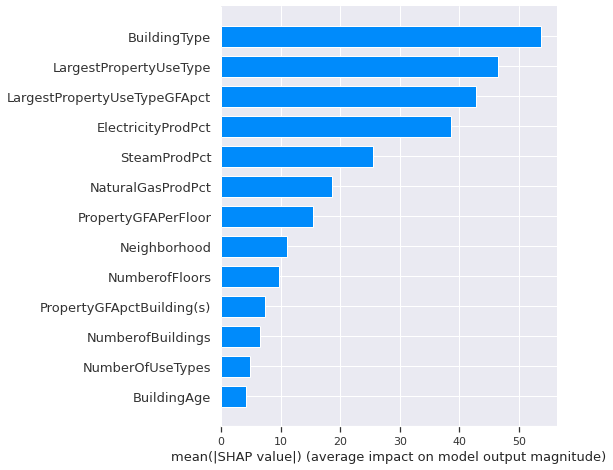 BuildingType
LargestPropertyUseType
LargestPropertyUseTypeGFApct
ElectricityProdPct
SteamProdPct
NaturalGasProdPct
PropertyGFAPerFloor
Neighborhood
NumberofFloors
PropertyGFApctBuilding(s)
NumberofBuildings
NumberOfUseTypes
BuildingAge
0 10 20 30 40 50
mean(|SHAP value|) (average impact on model output magnitude)